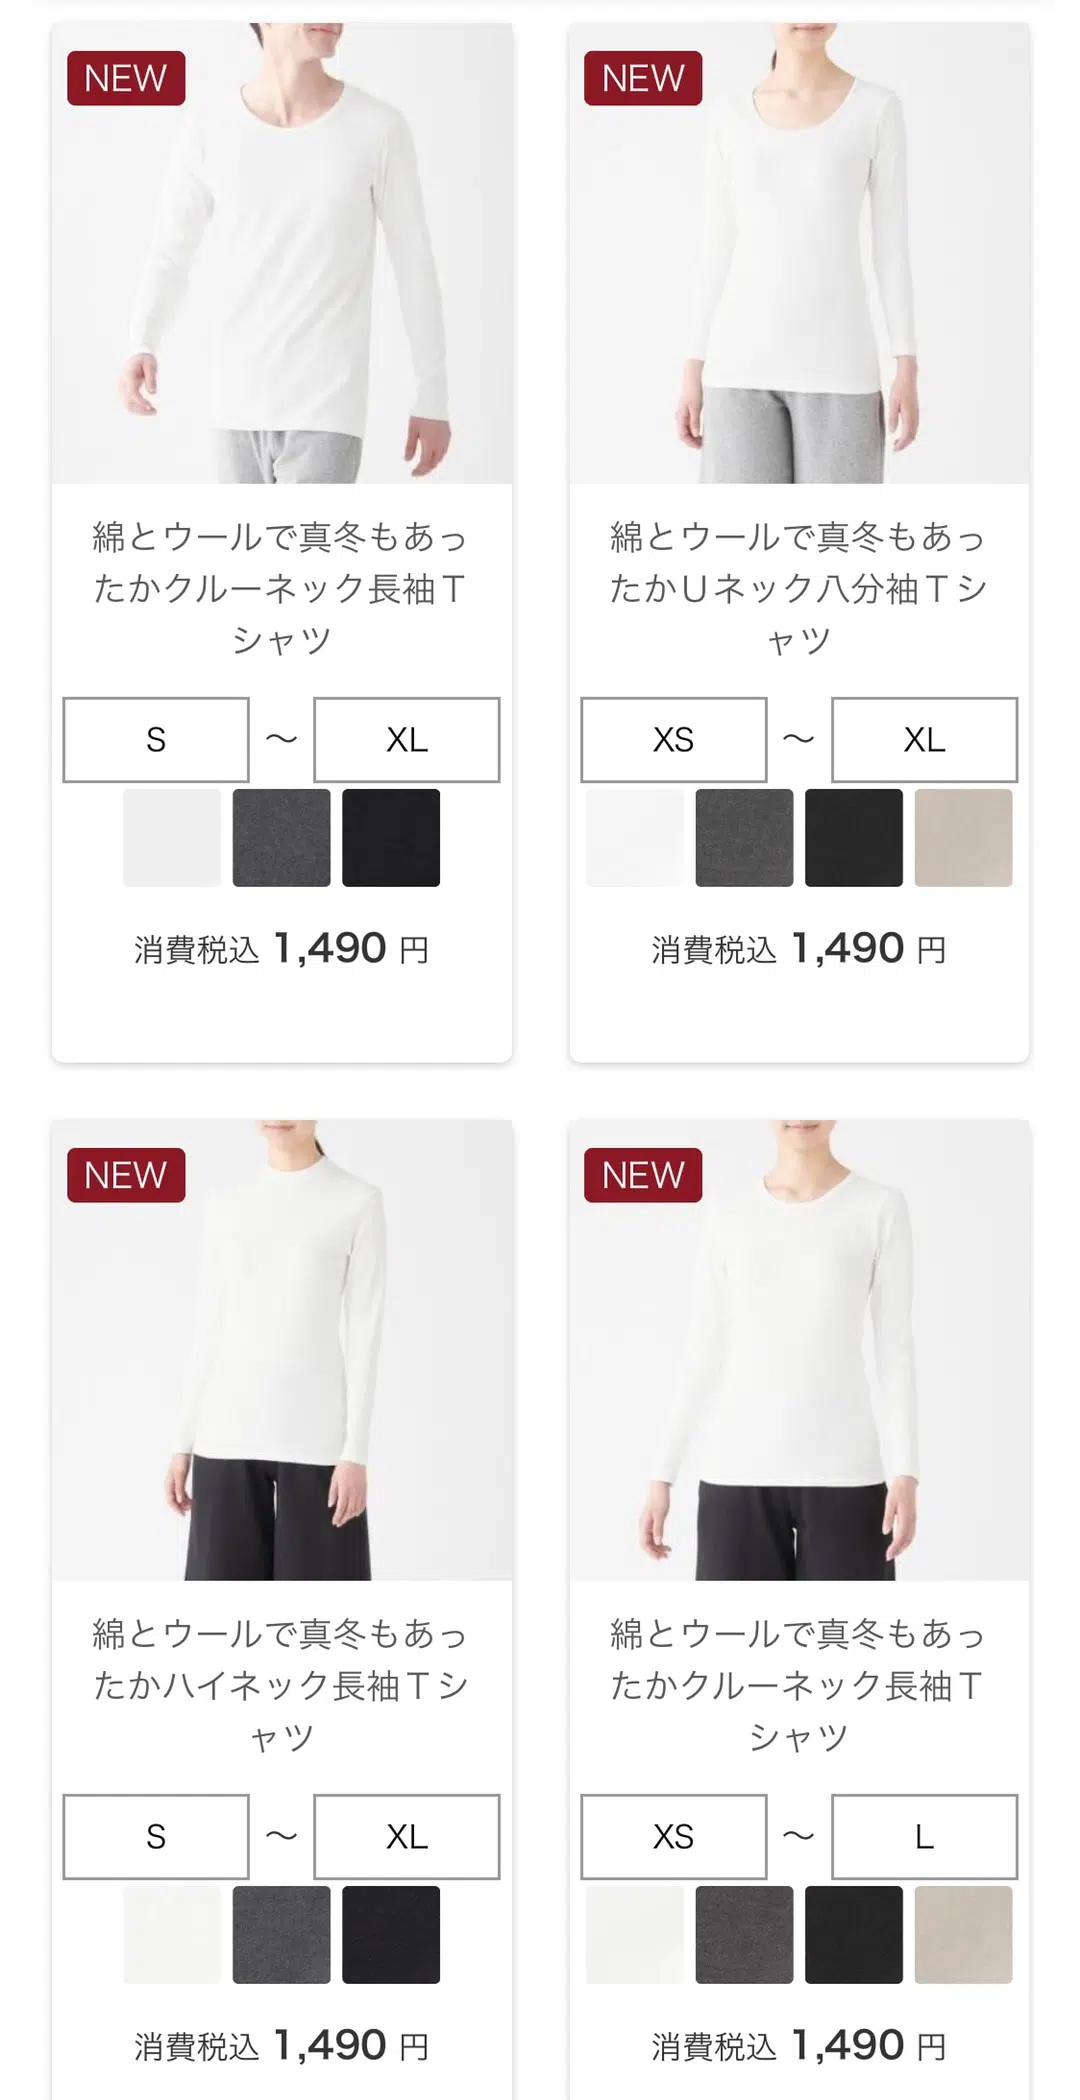 NEW
綿とウールで真冬もあっ
たかクルーネック長袖Ｔ
シャツ
S ～ XL
消費税込 1,490 円
NEW
綿とウールで真冬もあっ
たかＵネック八分袖Ｔシ
ャツ
XS ～ XL
消費税込 1,490 円
NEW
綿とウールで真冬もあっ
たかハイネック長袖Ｔシ
ャツ
S ～ XL
消費税込 1,490 円
NEW
綿とウールで真冬もあっ
たかクルーネック長袖Ｔ
シャツ
XS ～ L
消費税込 1,490 円